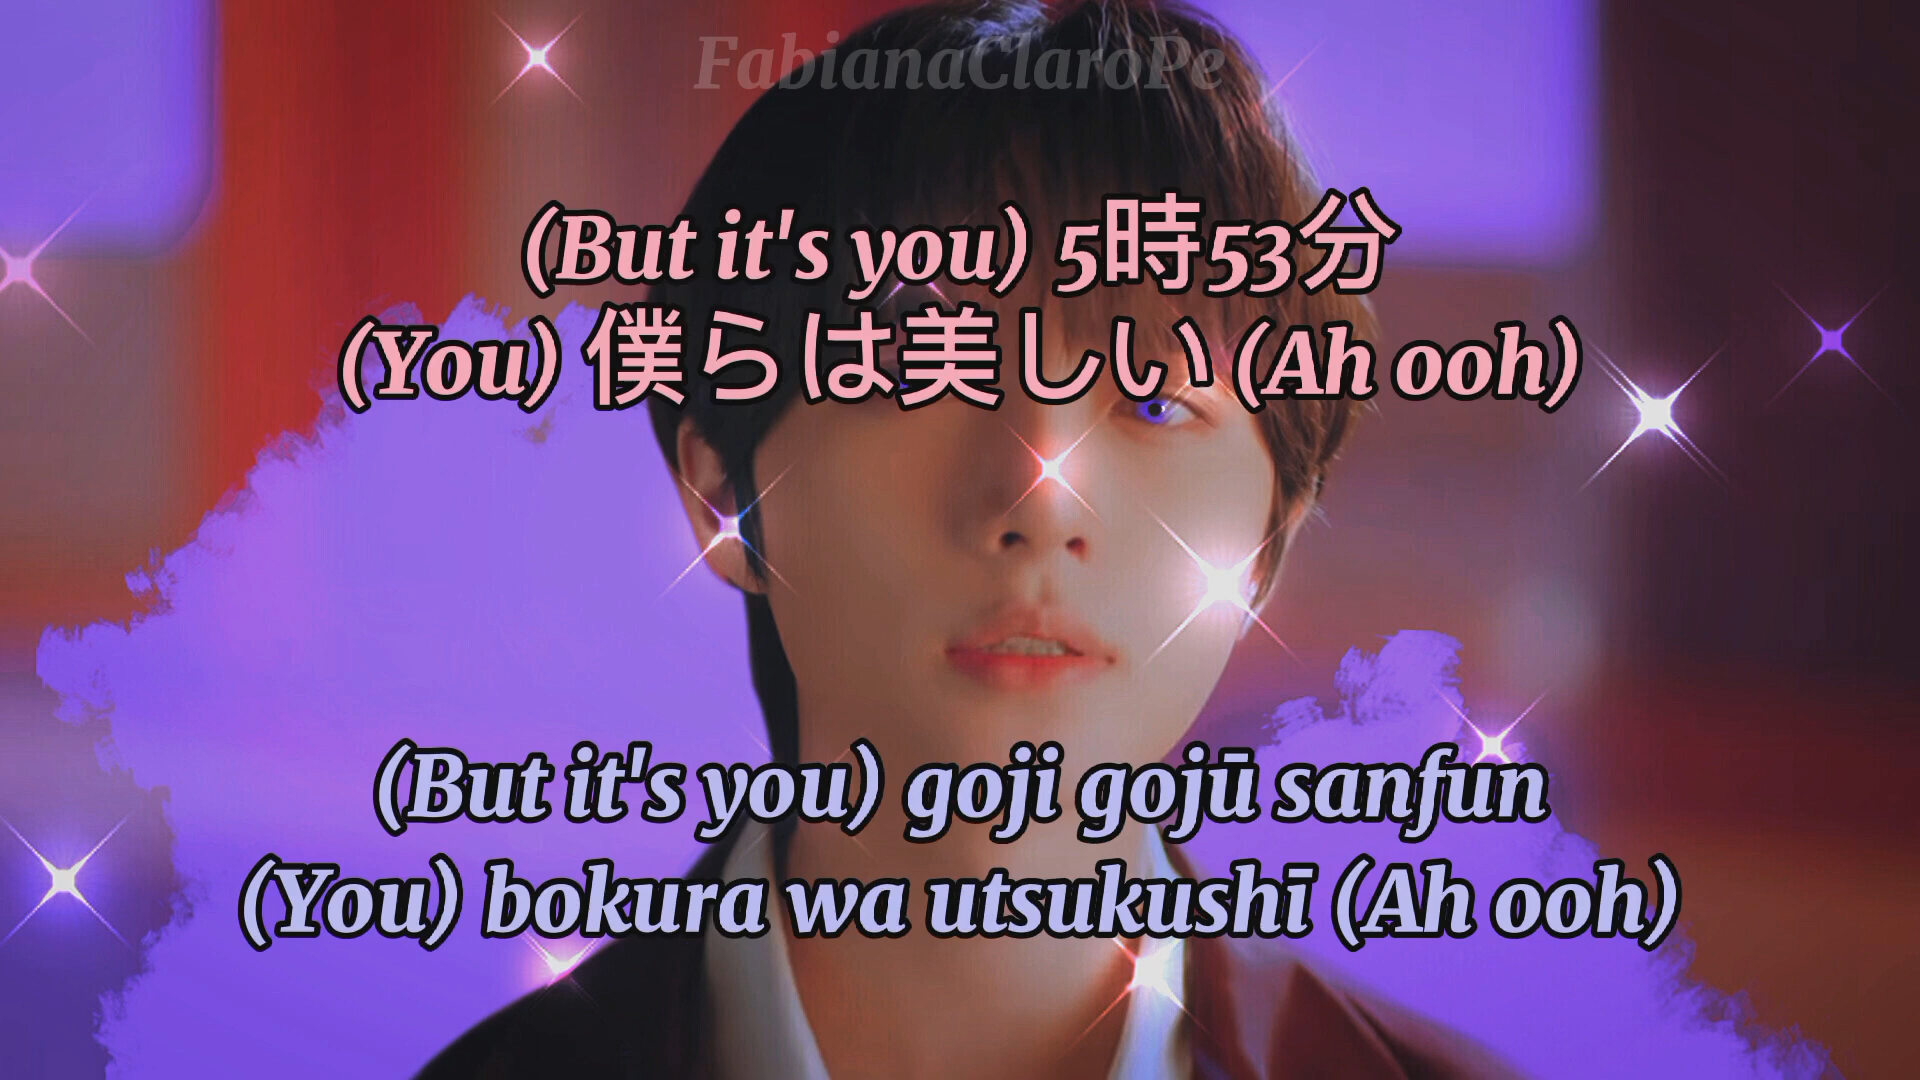 FabianaClaroPe
(But it's you) 5時53分
(You) 僕らは美しい (Ah ooh)
(But it's you) goji gojū sanfun
(You) bokura wa utsukushī (Ah ooh)